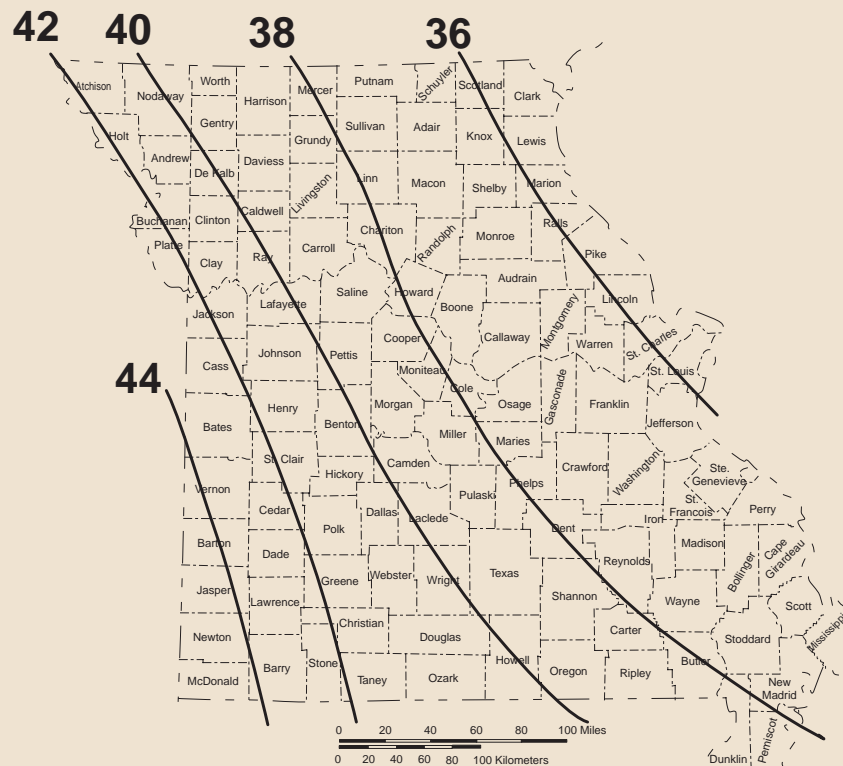 42 40 38 36
Atchison Nodaway Worth Harrison Mercer Putnam Schuyler Scotland Clark
Holt Gentry Grundy Sullivan Adair Knox Lewis
Andrew De Kalb Daviess Livingston Linn Macon Shelby Marion
Buchanan Clinton Caldwell Chariton Randolph Monroe Ralls
Platte Clay Ray Carroll Audrain Pike
Jackson Lafayette Saline Howard Boone Montgomery Lincoln
Cass Johnson Pettis Cooper Callaway Warren St. Charles
44 Moniteau St. Louis
Bates Henry Morgan Cole Osage Gasconade Franklin
Benton Miller Maries Jefferson
Vernon St. Clair Hickory Camden Pulaski Phelps Crawford Washington
Ste.
Genevieve
Cedar Dallas Laclede Dent Iron
St.
Francois
Perry
Barton Dade Polk Reynolds Madison Bollinger
Cape
Girardeau
Jasper Lawrence Greene Webster Wright Texas Shannon Wayne Scott
Newton Christian Douglas Carter Stoddard Mississippi
McDonald Barry Stone Taney Ozark Howell Oregon Ripley Butler
New
Madrid
Dunklin Pemiscot
0 20 40 60 80 100 Miles
0 20 40 60 80 100 Kilometers